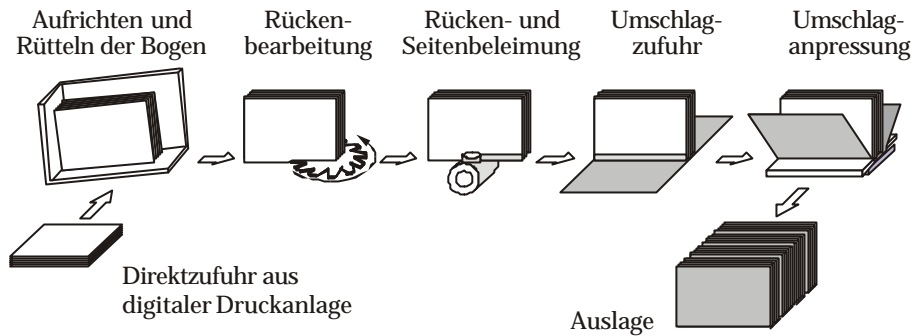 Aufrichten und
Rütteln der Bogen
Rücken-
bearbeitung
Rücken- und
Seitenbeleimung
Umschlag-
zufuhr
Umschlag-
anpressung
Direktzufuhr aus
digitaler Druckanlage
Auslage